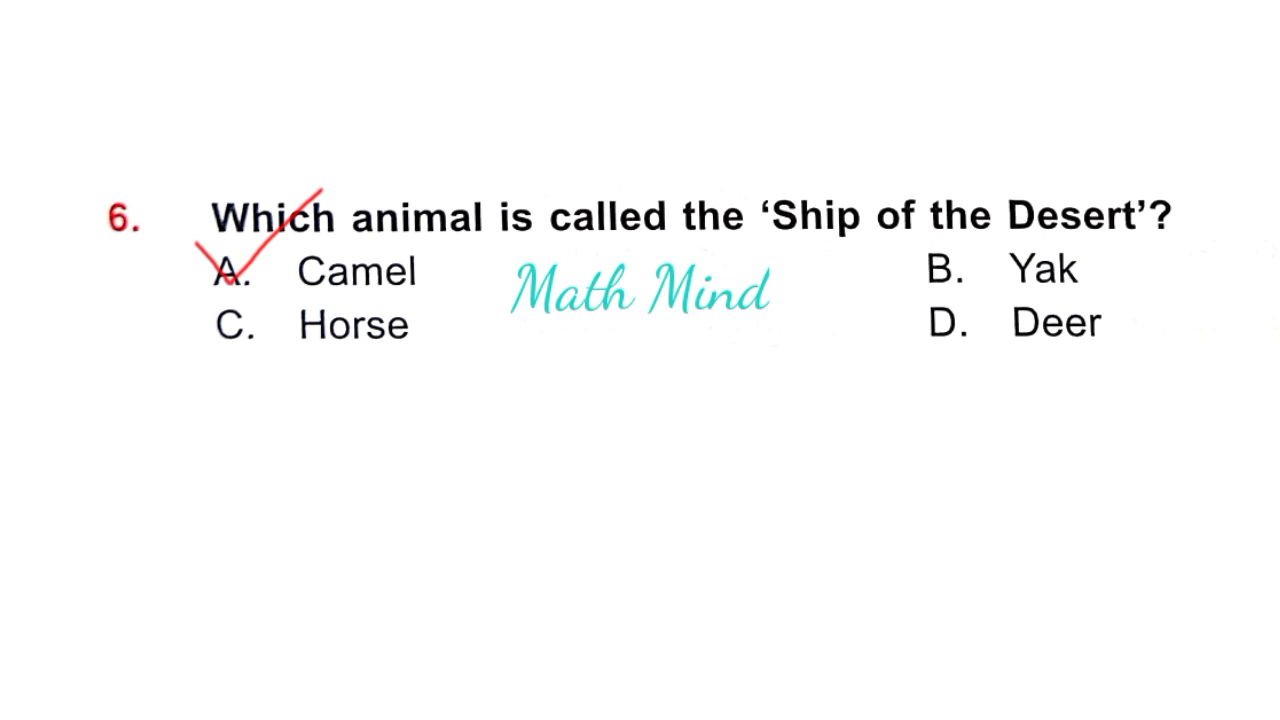 6. Which animal is called the ‘Ship of the Desert’?
A. Camel B. Yak
Math Mind
C. Horse D. Deer